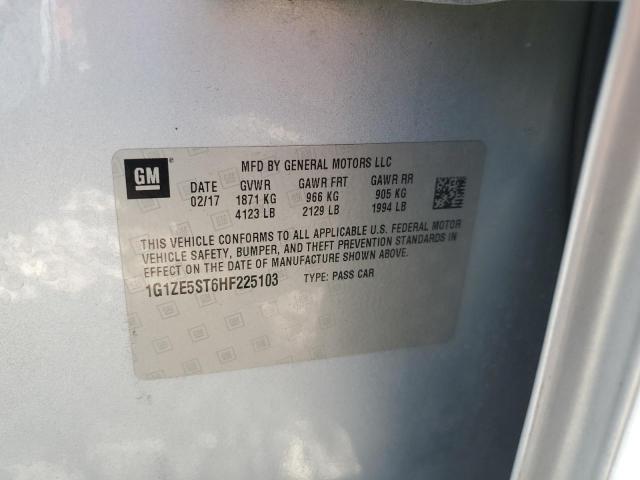 GM
MFD BY GENERAL MOTORS LLC
DATE GVWR GAWR FRT GAWR RR
02/17 1871 KG 966 KG 905 KG
4123 LB 2129 LB 1994 LB
THIS VEHICLE CONFORMS TO ALL APPLICABLE U.S. FEDERAL MOTOR
VEHICLE SAFETY, BUMPER, AND THEFT PREVENTION STANDARDS IN
EFFECT ON THE DATE OF MANUFACTURE SHOWN ABOVE.
1G1ZE5ST6HF225103 TYPE: PASS CAR